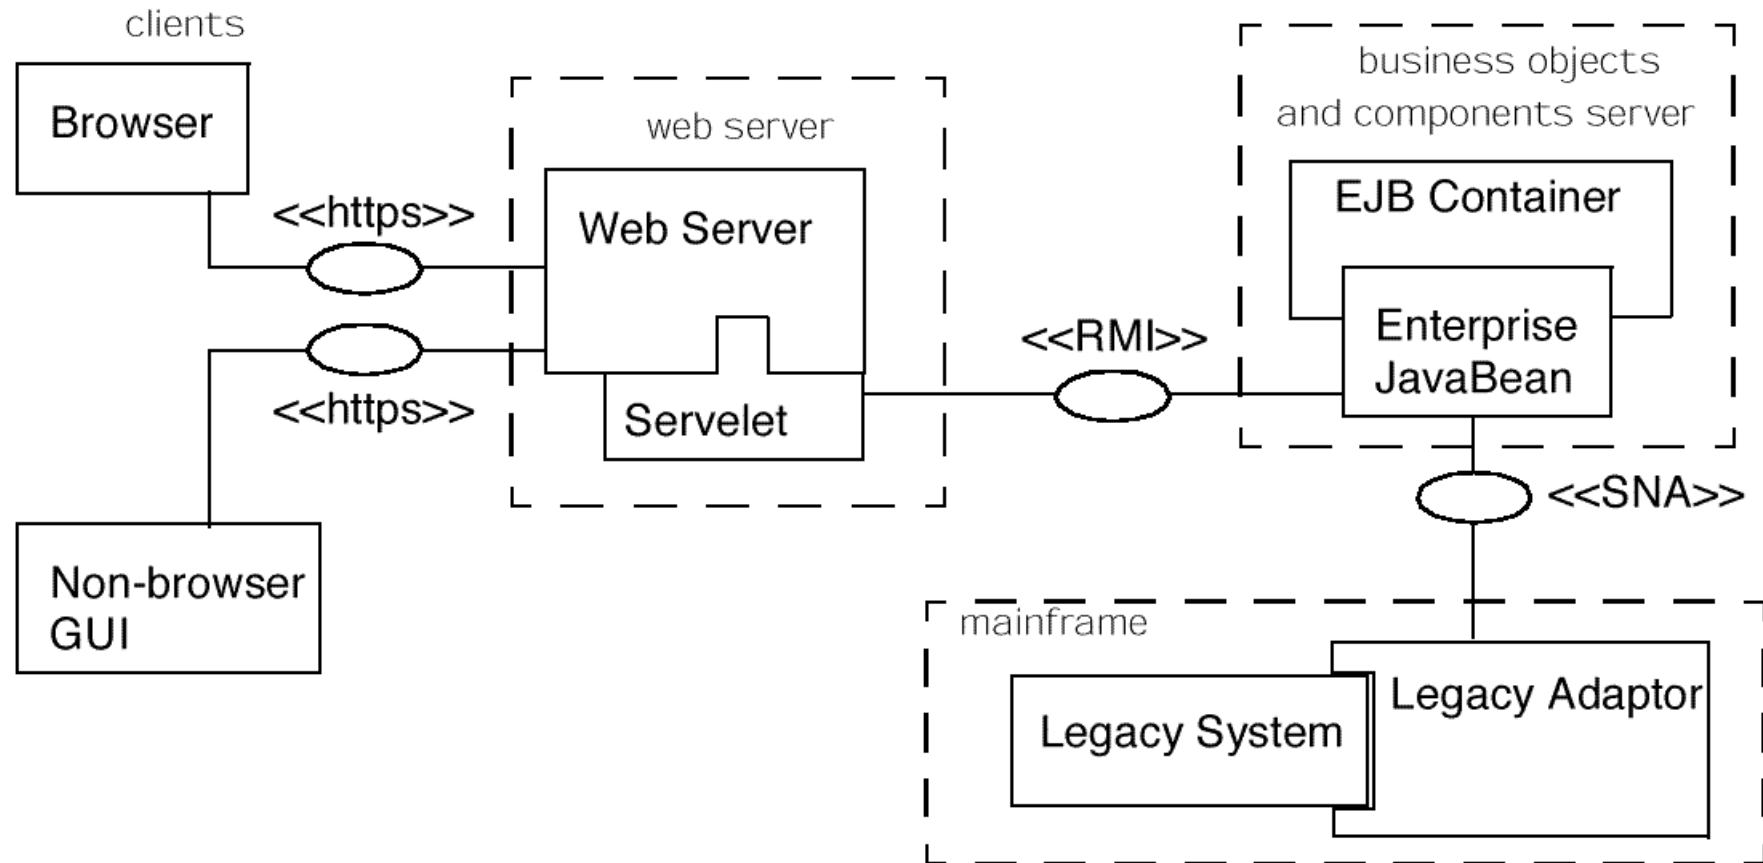 clients
Browser
<<https>>
<<https>>
Non-browser
GUI
web server
Web Server
Servelet
<<RMI>>
business objects
and components server
EJB Container
Enterprise
JavaBean
<<SNA>>
mainframe
Legacy System
Legacy Adaptor